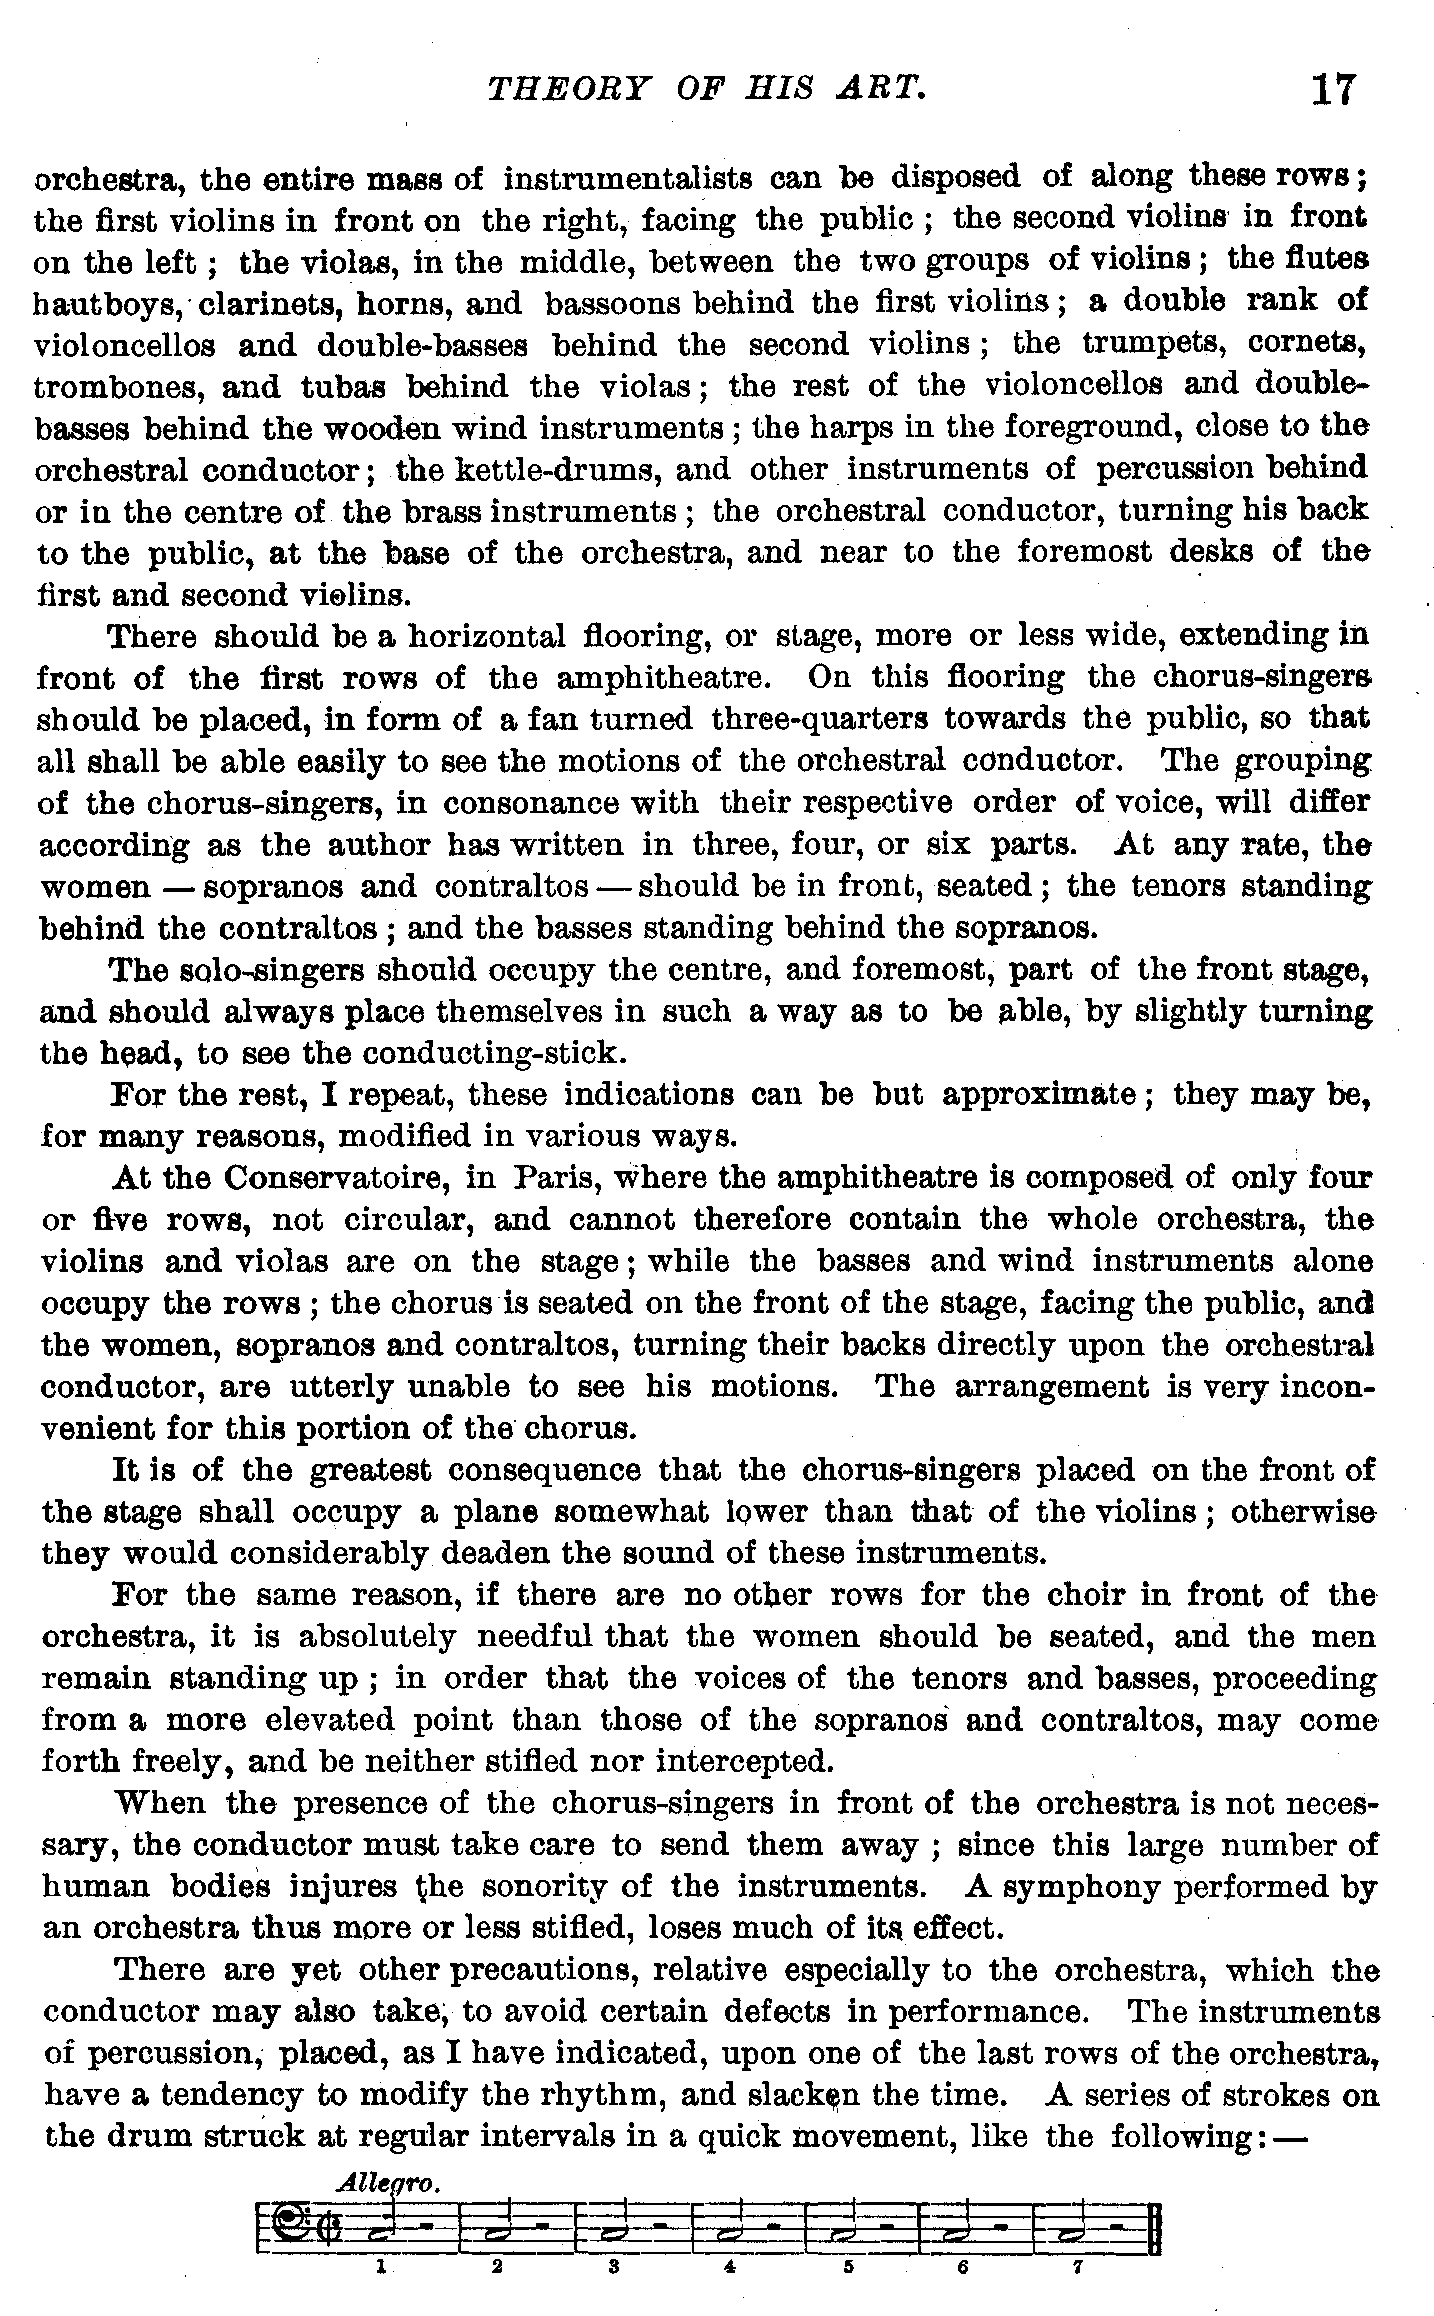 THEORY OF HIS ART. 17
orchestra, the entire mass of instrumentalists can be disposed of along these rows;
the first violins in front on the right, facing the public ; the second violins in front
on the left ; the violas, in the middle, between the two groups of violins ; the flutes
hautboys, clarinets, horns, and bassoons behind the first violins ; a double rank of
violoncellos and double-basses behind the second violins ; the trumpets, cornets,
trombones, and tubas behind the violas ; the rest of the violoncellos and double-
basses behind the wooden wind instruments ; the harps in the foreground, close to the
orchestral conductor ; the kettle-drums, and other instruments of percussion behind
or in the centre of the brass instruments ; the orchestral conductor, turning his back
to the public, at the base of the orchestra, and near to the foremost desks of the
first and second violins.
There should be a horizontal flooring, or stage, more or less wide, extending in
front of the first rows of the amphitheatre. On this flooring the chorus-singers
should be placed, in form of a fan turned three-quarters towards the public, so that
all shall be able easily to see the motions of the orchestral conductor. The grouping
of the chorus-singers, in consonance with their respective order of voice, will differ
according as the author has written in three, four, or six parts. At any rate, the
women — sopranos and contraltos — should be in front, seated ; the tenors standing
behind the contraltos ; and the basses standing behind the sopranos.
The solo-singers should occupy the centre, and foremost, part of the front stage,
and should always place themselves in such a way as to be able, by slightly turning
the head, to see the conducting-stick.
For the rest, I repeat, these indications can be but approximate ; they may be,
for many reasons, modified in various ways.
At the Conservatoire, in Paris, where the amphitheatre is composed of only four
or five rows, not circular, and cannot therefore contain the whole orchestra, the
violins and violas are on the stage ; while the basses and wind instruments alone
occupy the rows ; the chorus is seated on the front of the stage, facing the public, and
the women, sopranos and contraltos, turning their backs directly upon the orchestral
conductor, are utterly unable to see his motions. The arrangement is very incon-
venient for this portion of the chorus.
It is of the greatest consequence that the chorus-singers placed on the front of
the stage shall occupy a plane somewhat lower than that of the violins ; otherwise
they would considerably deaden the sound of these instruments.
For the same reason, if there are no other rows for the choir in front of the
orchestra, it is absolutely needful that the women should be seated, and the men
remain standing up ; in order that the voices of the tenors and basses, proceeding
from a more elevated point than those of the sopranos and contraltos, may come
forth freely, and be neither stifled nor intercepted.
When the presence of the chorus-singers in front of the orchestra is not neces-
sary, the conductor must take care to send them away ; since this large number of
human bodies injures the sonority of the instruments. A symphony performed by
an orchestra thus more or less stifled, loses much of its effect.
There are yet other precautions, relative especially to the orchestra, which the
conductor may also take, to avoid certain defects in performance. The instruments
of percussion, placed, as I have indicated, upon one of the last rows of the orchestra,
have a tendency to modify the rhythm, and slacken the time. A series of strokes on
the drum struck at regular intervals in a quick movement, like the following: —
Allegro.
1 2 3 4 5 6 7